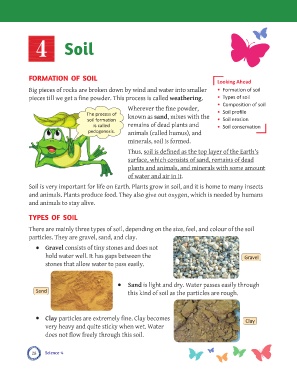 4 Soil
FORMATION OF SOIL
Big pieces of rocks are broken down by wind and water into smaller
pieces till we get a fine powder. This process is called weathering.
Looking Ahead
• Formation of soil
• Types of soil
• Composition of soil
• Soil profile
• Soil erosion
• Soil conservation
The process of
soil formation
is called
pedogenesis.
Wherever the fine powder,
known as sand, mixes with the
remains of dead plants and
animals (called humus), and
minerals, soil is formed.
Thus, soil is defined as the top layer of the Earth's
surface, which consists of sand, remains of dead
plants and animals, and minerals with some amount
of water and air in it.
Soil is very important for life on Earth. Plants grow in soil, and it is home to many insects
and animals. Plants produce food. They also give out oxygen, which is needed by humans
and animals to stay alive.
TYPES OF SOIL
There are mainly three types of soil, depending on the size, feel, and colour of the soil
particles. They are gravel, sand, and clay.
• Gravel consists of tiny stones and does not
hold water well. It has gaps between the
stones that allow water to pass easily.
Gravel
Sand
• Sand is light and dry. Water passes easily through
this kind of soil as the particles are rough.
• Clay particles are extremely fine. Clay becomes
very heavy and quite sticky when wet. Water
does not flow freely through this soil.
Clay
Science 4